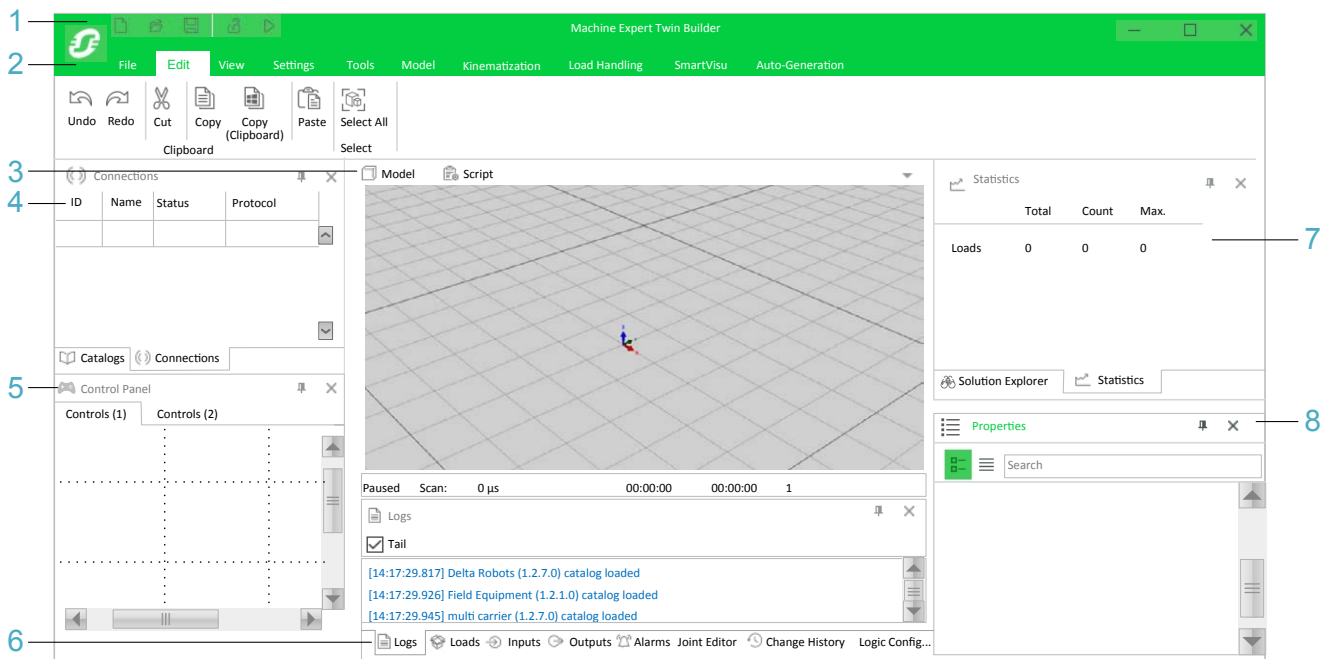 1
Machine Expert Twin Builder
2
File Edit View Settings Tools Model Kinematization Load Handling SmartVisu Auto-Generation
Undo Redo Cut Copy Copy (Clipboard) Paste Select All
Clipboard Select
3
Connections
Model Script
Statistics
4
ID Name Status Protocol
Total Count Max.
7
Loads 0 0 0
Catalogs Connections
Solution Explorer Statistics
5
Control Panel
Controls (1) Controls (2)
8
Properties
Search
Paused Scan: 0 µs 00:00:00 00:00:00 1
Logs
Tail
[14:17:29.817] Delta Robots (1.2.7.0) catalog loaded
[14:17:29.926] Field Equipment (1.2.1.0) catalog loaded
[14:17:29.945] multi carrier (1.2.7.0) catalog loaded
6
Logs Loads Inputs Outputs Alarms Joint Editor Change History Logic Config...